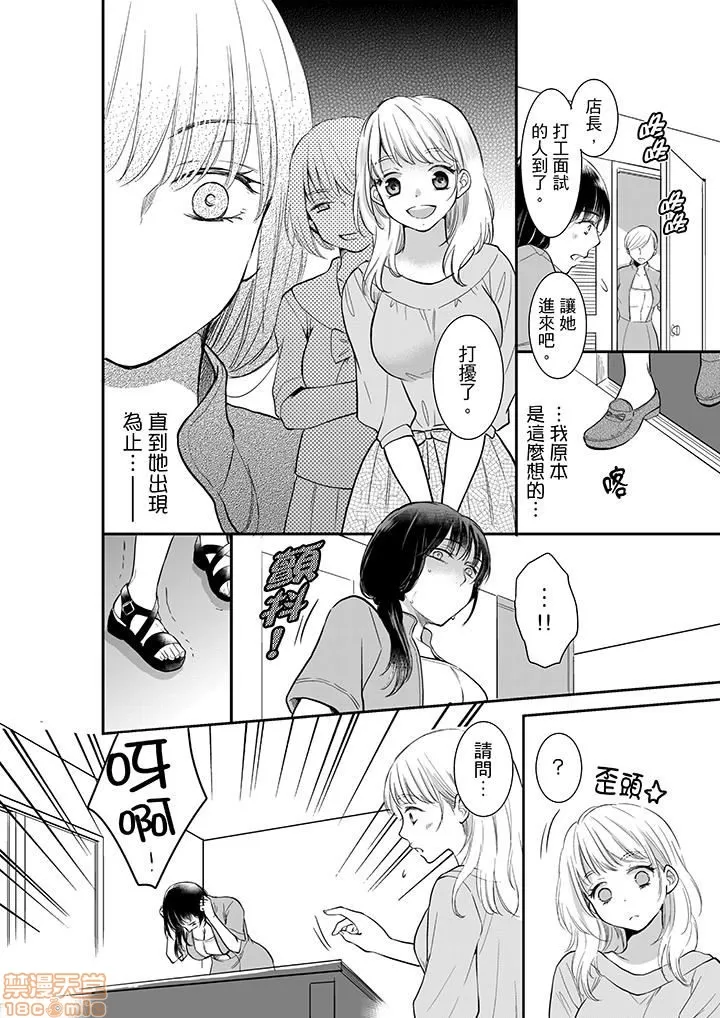 店長，
打工面試
的人到了。
咚咚
咚咚
讓她
進來吧。
…我原本
是這麼想的…
喀
打擾了。
直到她出現
為止——
…!!
顫抖！
？
歪頭☆
請問…
呀啊！
禁漫天堂
18comic